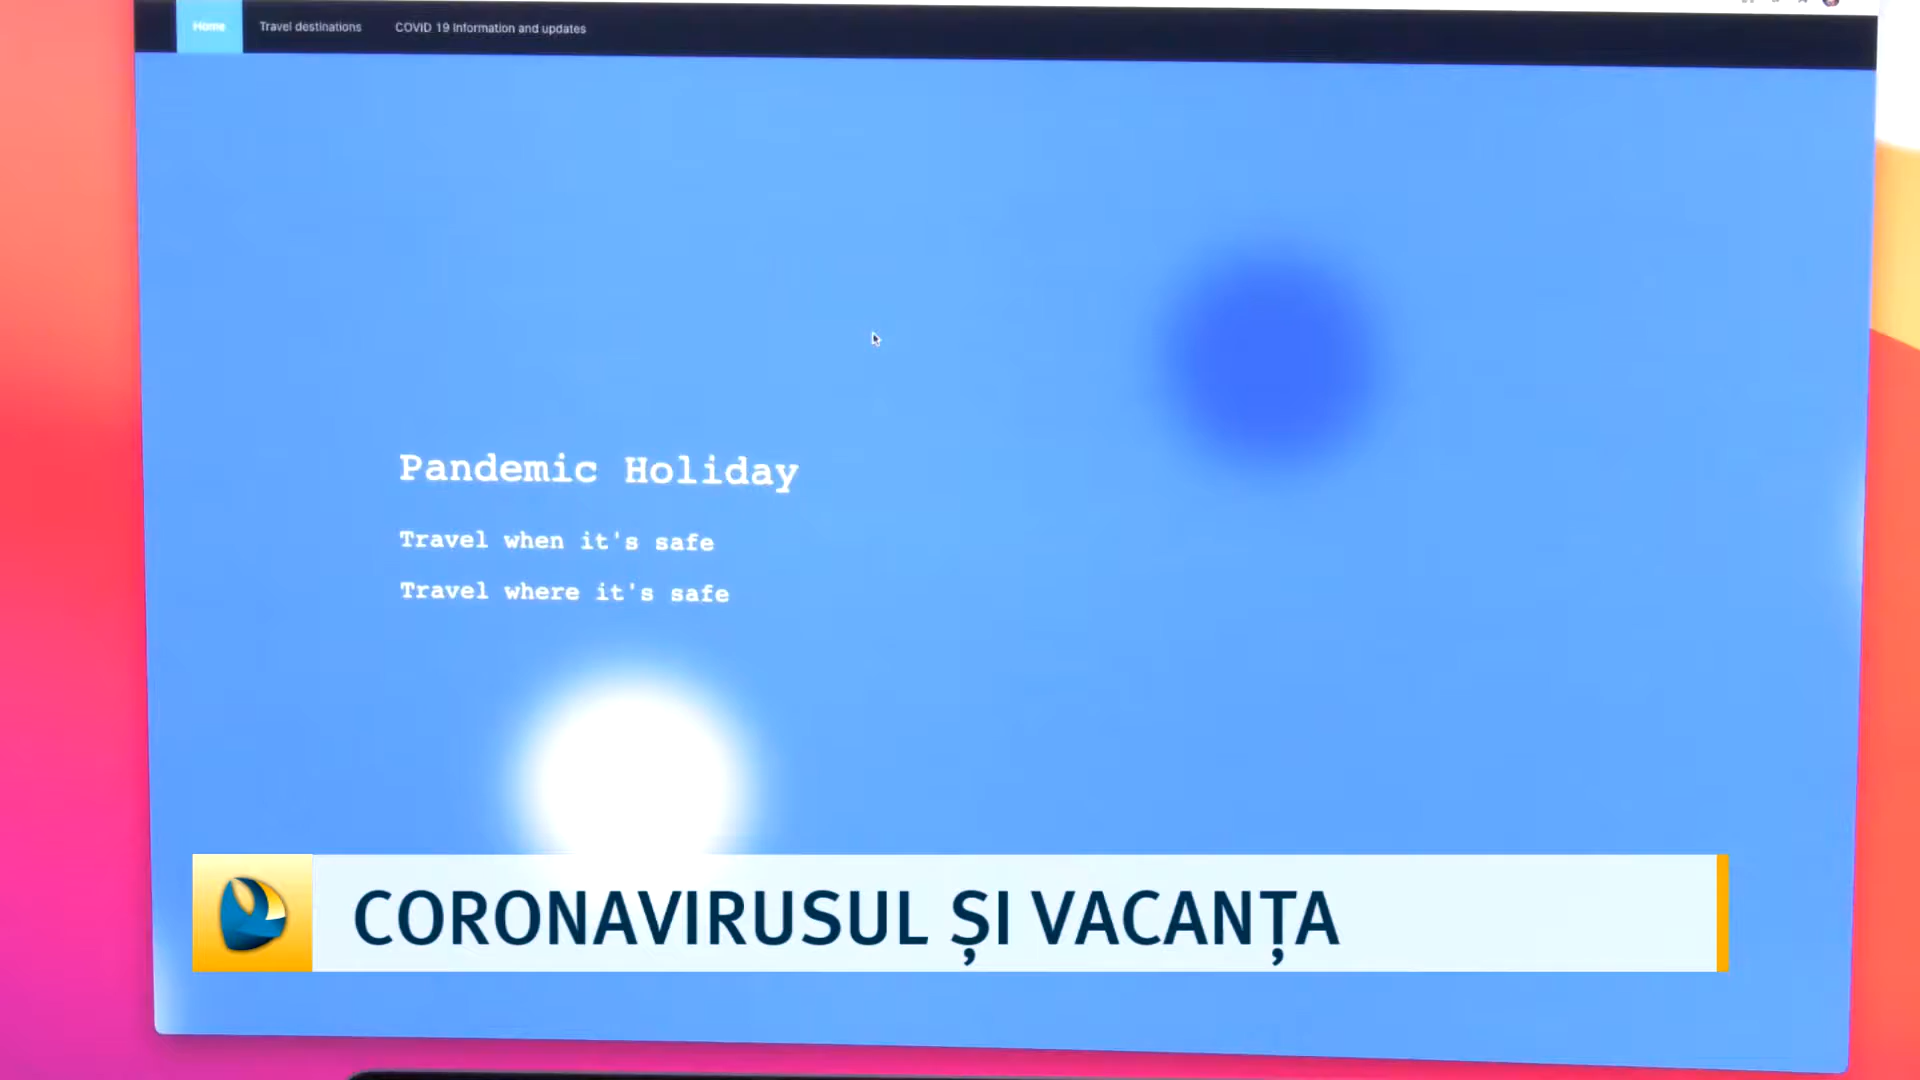 Home
Travel destinations
COVID 19 Information and updates
Pandemic Holiday
Travel when it's safe
Travel where it's safe
CORONAVIRUSUL ȘI VACANȚA